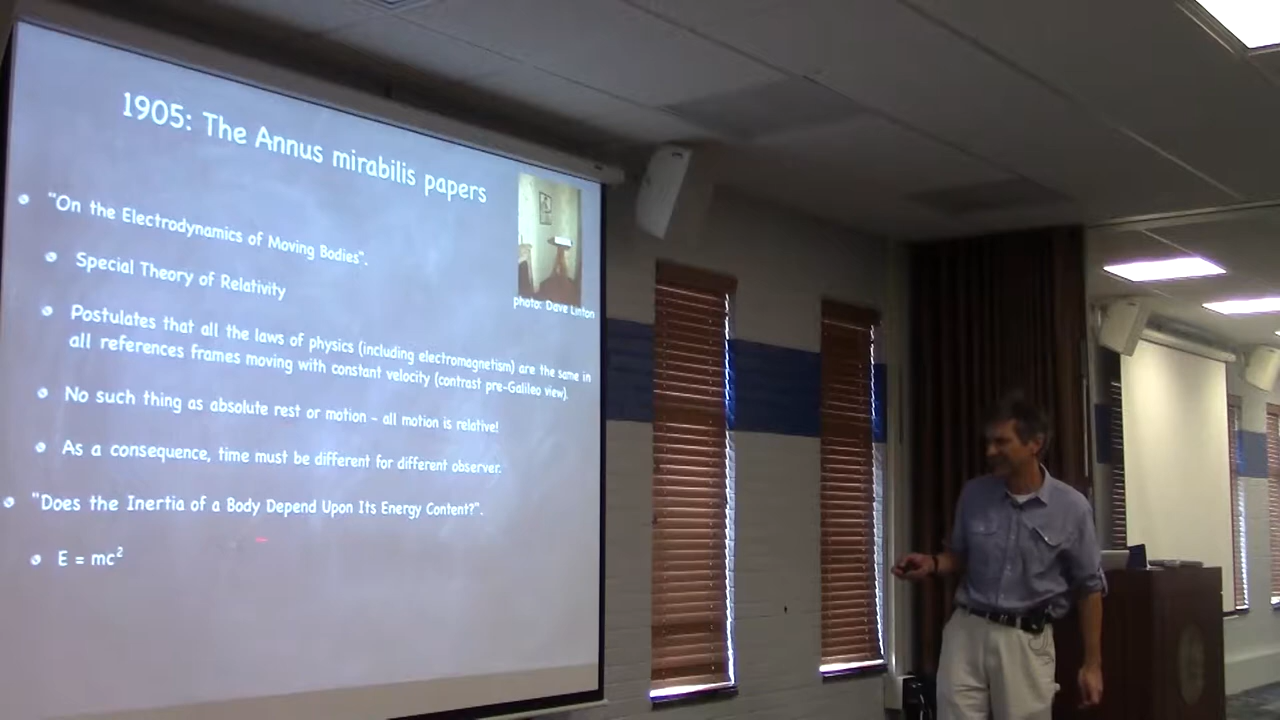 1905: The Annus mirabilis papers
"On the Electrodynamics of Moving Bodies".
photo: Dave Linton
Special Theory of Relativity
Postulates that all the laws of physics (including electromagnetism) are the same in
all references frames moving with constant velocity (contrast pre-Galileo view).
No such thing as absolute rest or motion - all motion is relative!
As a consequence, time must be different for different observer.
"Does the Inertia of a Body Depend Upon Its Energy Content?".
E = mc²